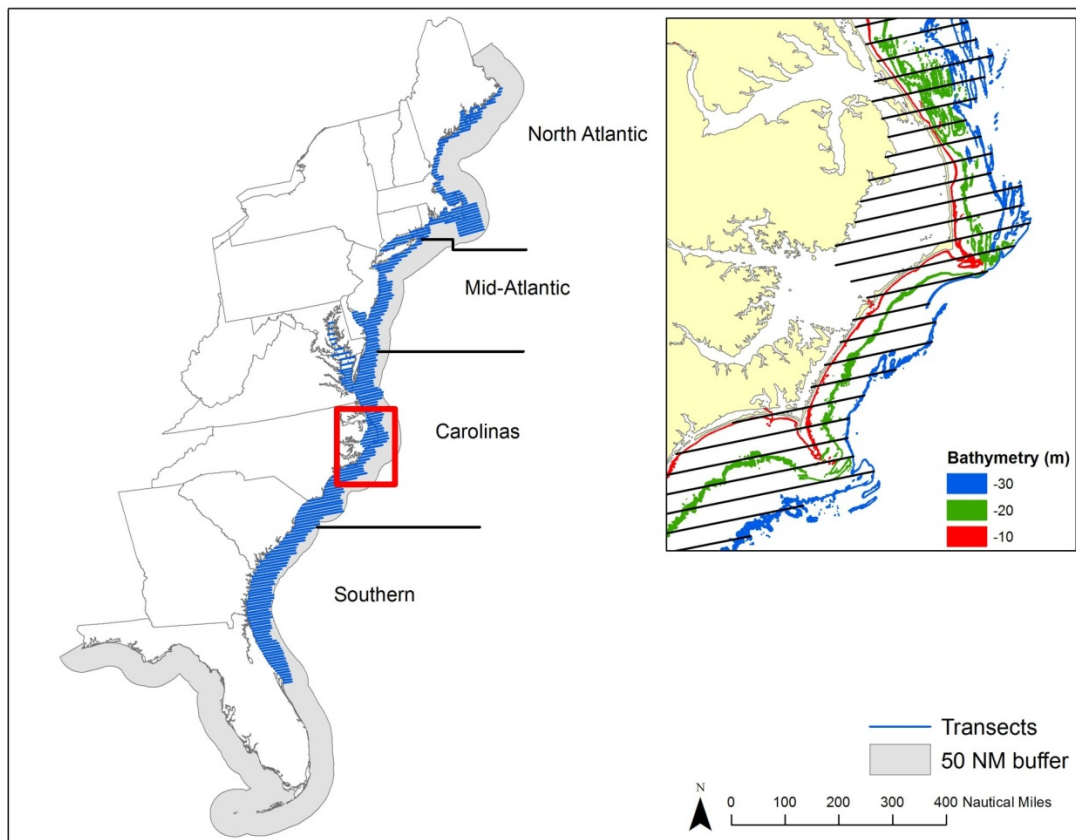 North Atlantic
Mid-Atlantic
Carolinas
Southern
Bathymetry (m)
-30
-20
-10
Transects
50 NM buffer
N
0 100 200 300 400 Nautical Miles